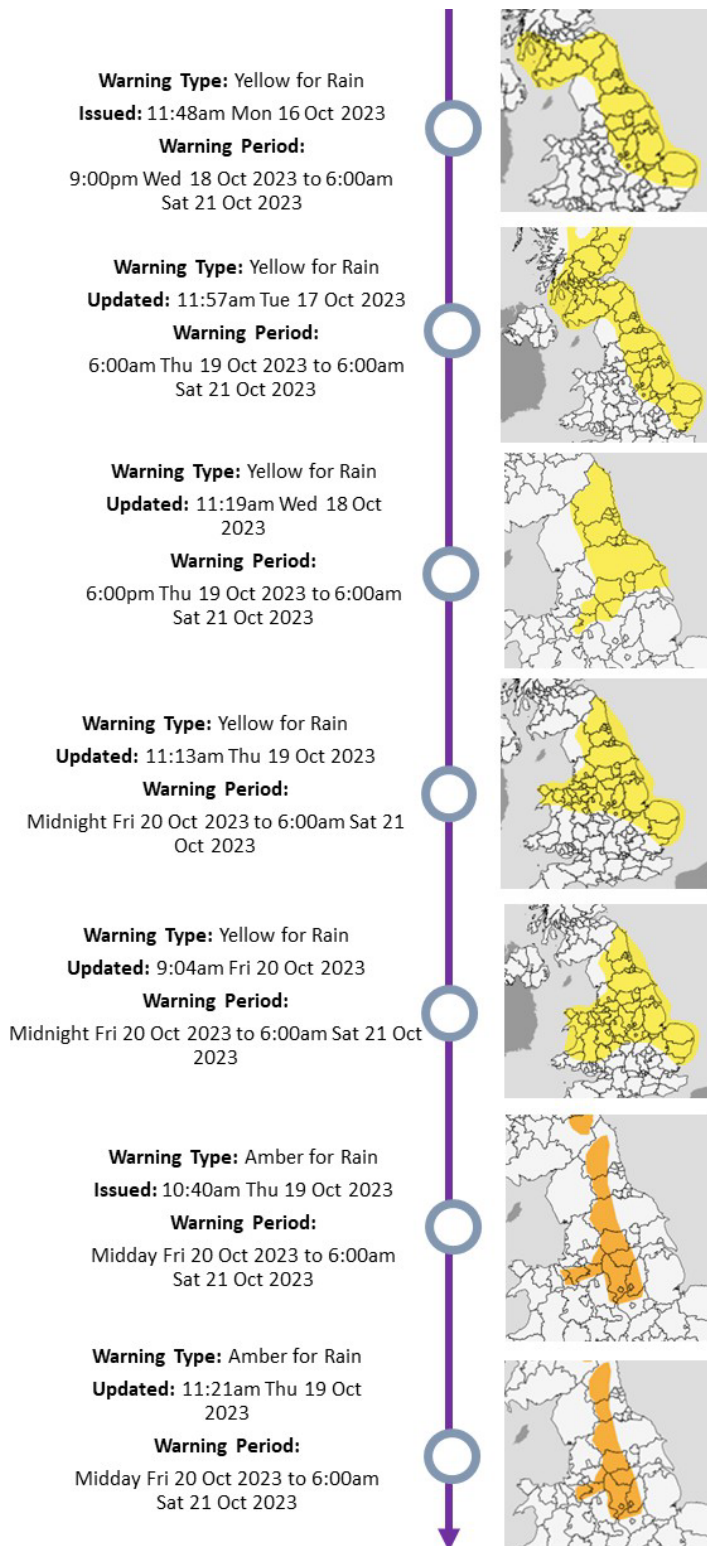 Warning Type: Yellow for Rain
Issued: 11:48am Mon 16 Oct 2023
Warning Period:
9:00pm Wed 18 Oct 2023 to 6:00am
Sat 21 Oct 2023
Warning Type: Yellow for Rain
Updated: 11:57am Tue 17 Oct 2023
Warning Period:
6:00am Thu 19 Oct 2023 to 6:00am
Sat 21 Oct 2023
Warning Type: Yellow for Rain
Updated: 11:19am Wed 18 Oct
2023
Warning Period:
6:00pm Thu 19 Oct 2023 to 6:00am
Sat 21 Oct 2023
Warning Type: Yellow for Rain
Updated: 11:13am Thu 19 Oct 2023
Warning Period:
Midnight Fri 20 Oct 2023 to 6:00am Sat 21
Oct 2023
Warning Type: Yellow for Rain
Updated: 9:04am Fri 20 Oct 2023
Warning Period:
Midnight Fri 20 Oct 2023 to 6:00am Sat 21 Oct
2023
Warning Type: Amber for Rain
Issued: 10:40am Thu 19 Oct 2023
Warning Period:
Midday Fri 20 Oct 2023 to 6:00am
Sat 21 Oct 2023
Warning Type: Amber for Rain
Updated: 11:21am Thu 19 Oct
2023
Warning Period:
Midday Fri 20 Oct 2023 to 6:00am
Sat 21 Oct 2023